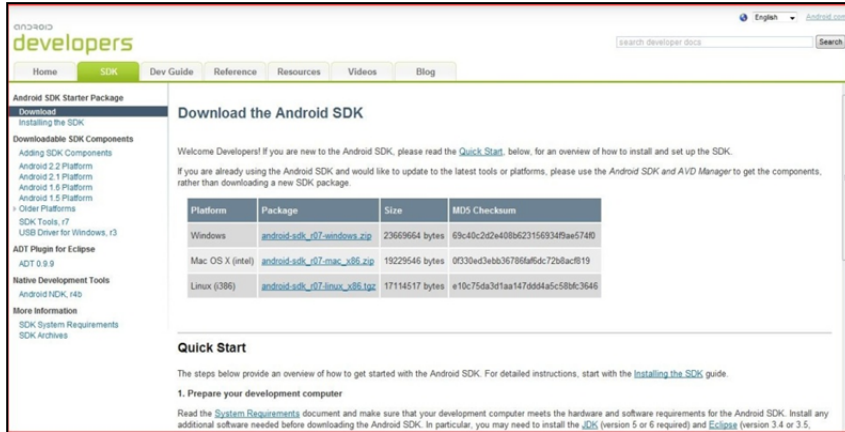 English
Android.com
ANDROID
developers
search developer docs
Search
Home
SDK
Dev Guide
Reference
Resources
Videos
Blog
Android SDK Starter Package
Download
Installing the SDK
Downloadable SDK Components
Adding SDK Components
Android 2.2 Platform
Android 2.1 Platform
Android 1.6 Platform
Android 1.5 Platform
Older Platforms
SDK Tools, r7
USB Driver for Windows, r3
ADT Plugin for Eclipse
ADT 0.9.9
Native Development Tools
Android NDK, r4b
More Information
SDK System Requirements
SDK Archives
Download the Android SDK
Welcome Developers! If you are new to the Android SDK, please read the Quick Start, below, for an overview of how to install and set up the SDK.
If you are already using the Android SDK and would like to update to the latest tools or platforms, please use the Android SDK and AVD Manager to get the components,
rather than downloading a new SDK package.
Platform Package Size MD5 Checksum
Windows android-sdk_r07-windows.zip 23669664 bytes 69c40c2d2e408b623156934f9ae574f0
Mac OS X (intel) android-sdk_r07-mac_x86.zip 19229546 bytes 0f330ed3ebb36786faf6dc72b8acf819
Linux (i386) android-sdk_r07-linux_x86.tgz 17114517 bytes e10c75da3d1aa147ddd4a5c58bfc3646
Quick Start
The steps below provide an overview of how to get started with the Android SDK. For detailed instructions, start with the Installing the SDK guide.
1. Prepare your development computer
Read the System Requirements document and make sure that your development computer meets the hardware and software requirements for the Android SDK. Install any
additional software needed before downloading the Android SDK. In particular, you may need to install the JDK (version 5 or 6 required) and Eclipse (version 3.4 or 3.5,